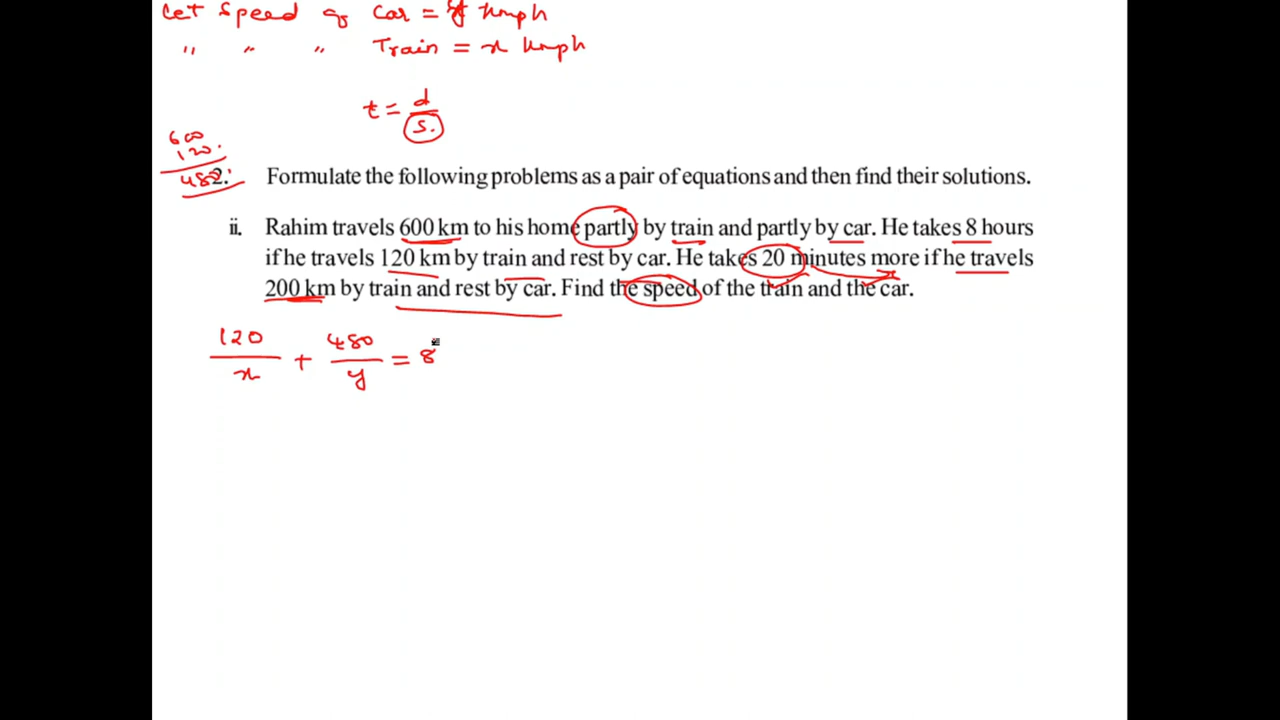 Let Speed of Car = y kmph
" " " Train = x kmph
t = d/s.
600
120.
480
2. Formulate the following problems as a pair of equations and then find their solutions.
ii. Rahim travels 600 km to his home partly by train and partly by car. He takes 8 hours
if he travels 120 km by train and rest by car. He takes 20 minutes more if he travels
200 km by train and rest by car. Find the speed of the train and the car.
120/x + 480/y = 8